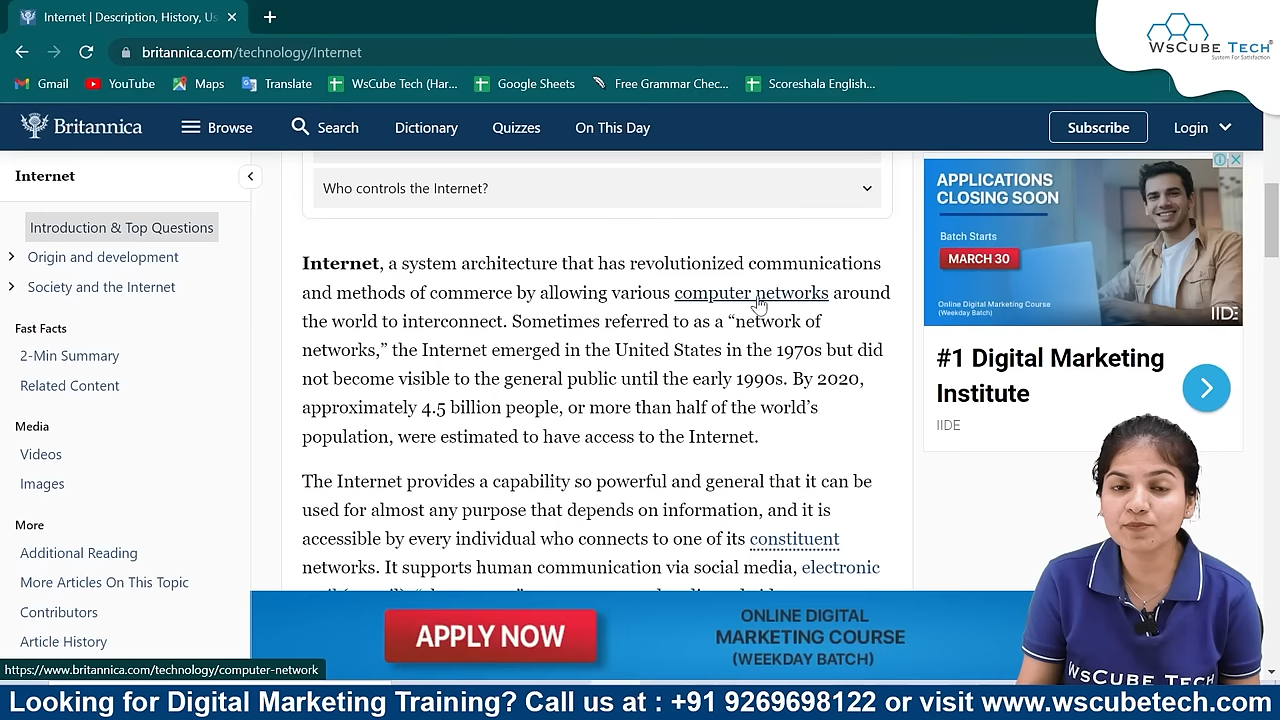 Internet | Description, History, Us
WsCube Tech®
System For Satisfaction
britannica.com/technology/Internet
Gmail
YouTube
Maps
Translate
WsCube Tech (Har...
Google Sheets
Free Grammar Chec...
Scoreshala English...
Britannica
Browse
Search
Dictionary
Quizzes
On This Day
Subscribe
Login
Internet
Introduction & Top Questions
Origin and development
Society and the Internet
Fast Facts
2-Min Summary
Related Content
Media
Videos
Images
More
Additional Reading
More Articles On This Topic
Contributors
Article History
https://www.britannica.com/technology/computer-network
Who controls the Internet?
Internet, a system architecture that has revolutionized communications
and methods of commerce by allowing various computer networks around
the world to interconnect. Sometimes referred to as a “network of
networks,” the Internet emerged in the United States in the 1970s but did
not become visible to the general public until the early 1990s. By 2020,
approximately 4.5 billion people, or more than half of the world’s
population, were estimated to have access to the Internet.
The Internet provides a capability so powerful and general that it can be
used for almost any purpose that depends on information, and it is
accessible by every individual who connects to one of its constituent
networks. It supports human communication via social media, electronic
APPLICATIONS
CLOSING SOON
Batch Starts
MARCH 30
Online Digital Marketing Course
(Weekday Batch)
IIDE
#1 Digital Marketing
Institute
IIDE
APPLY NOW
ONLINE DIGITAL
MARKETING COURSE
(WEEKDAY BATCH)
WsCUBE TECH
Looking for Digital Marketing Training? Call us at : +91 9269698122 or visit www.wscubetech.com